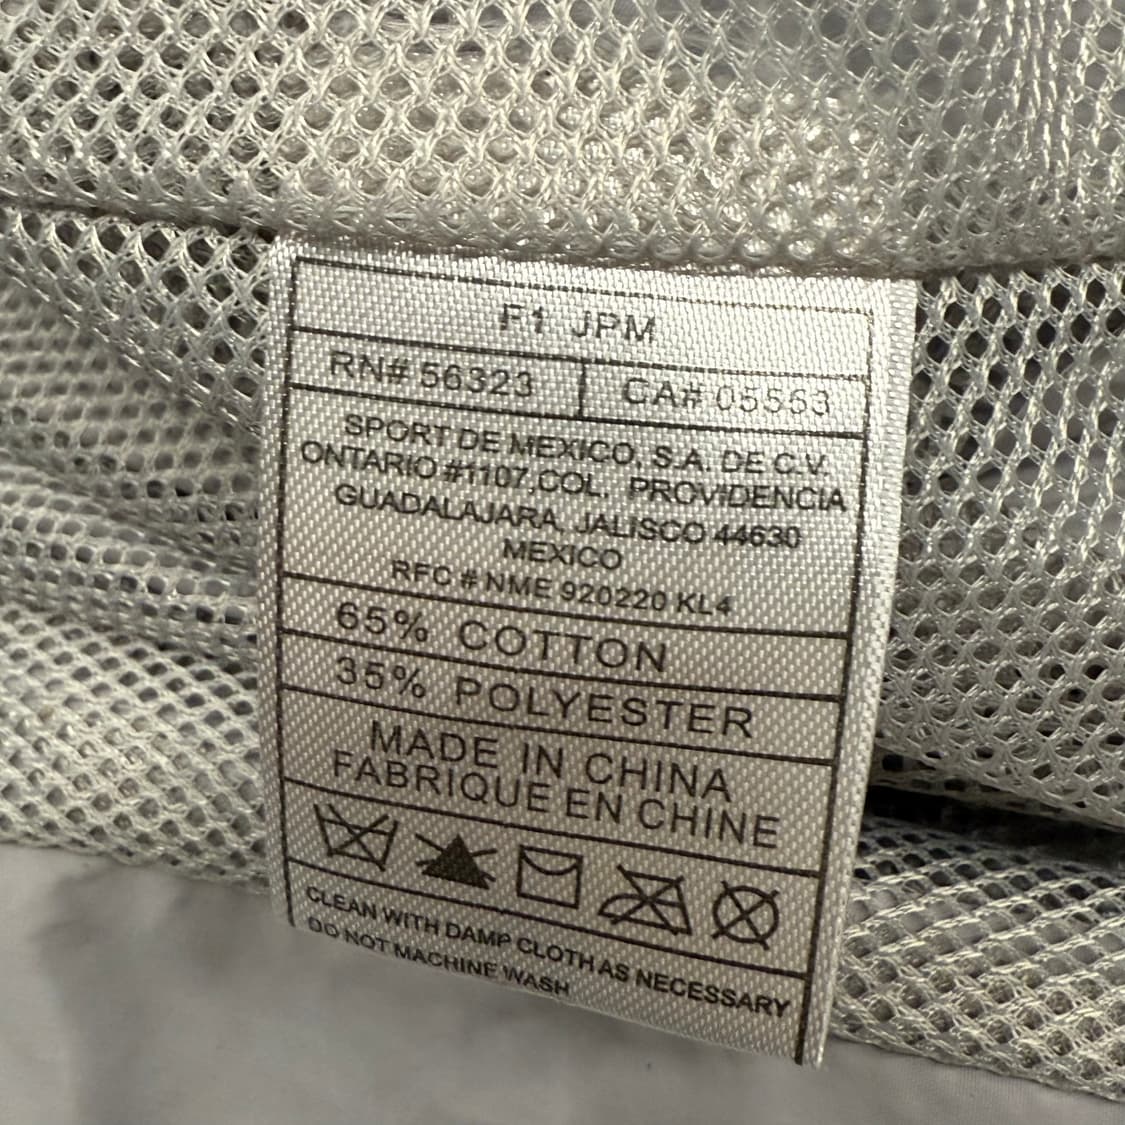 F1 JPM
RN# 56323
CA# 05553
SPORT DE MEXICO, S.A. DE C.V.
ONTARIO #1107,COL. PROVIDENCIA
GUADALAJARA, JALISCO 44630
MEXICO
RFC # NME 920220 KL4
65% COTTON
35% POLYESTER
MADE IN CHINA
FABRIQUE EN CHINE
CLEAN WITH DAMP CLOTH AS NECESSARY
DO NOT MACHINE WASH